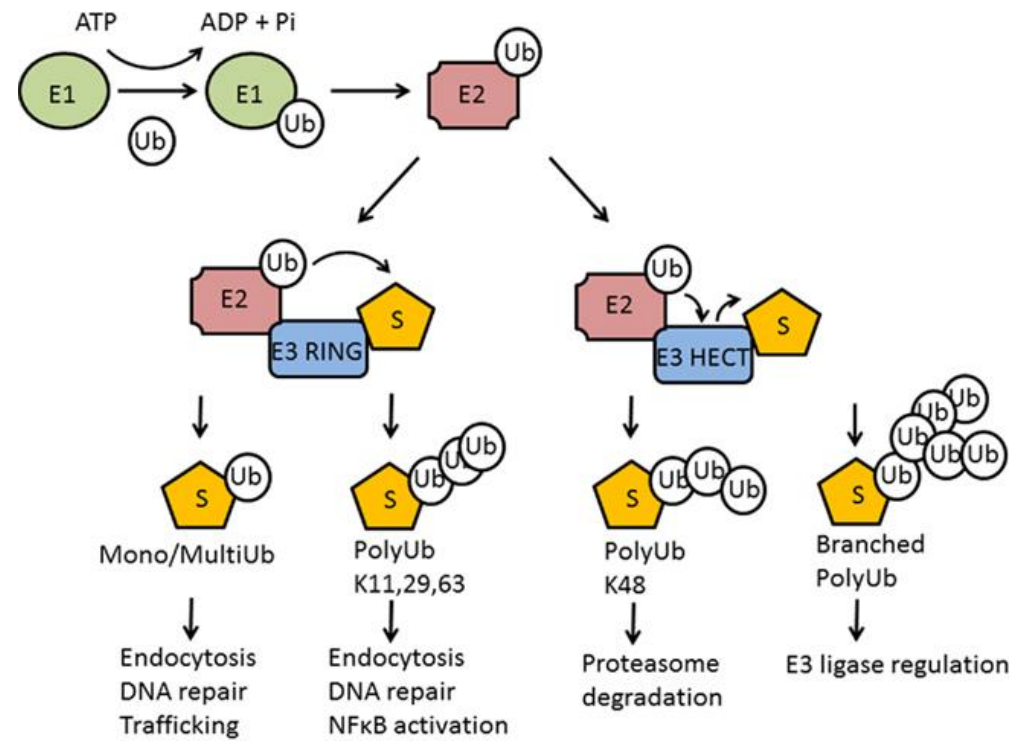 ATP
ADP + Pi
E1
E1
Ub
Ub
E2
Ub
E2
Ub
E3 RING
S
E2
Ub
E3 HECT
S
S
Ub
Mono/MultiUb
S
Ub
Ub
Ub
PolyUb
K11,29,63
S
Ub
Ub
Ub
PolyUb
K48
S
Ub
Ub
Ub
Ub
Ub
Ub
Branched
PolyUb
Endocytosis
DNA repair
Trafficking
Endocytosis
DNA repair
NFκB activation
Proteasome
degradation
E3 ligase regulation